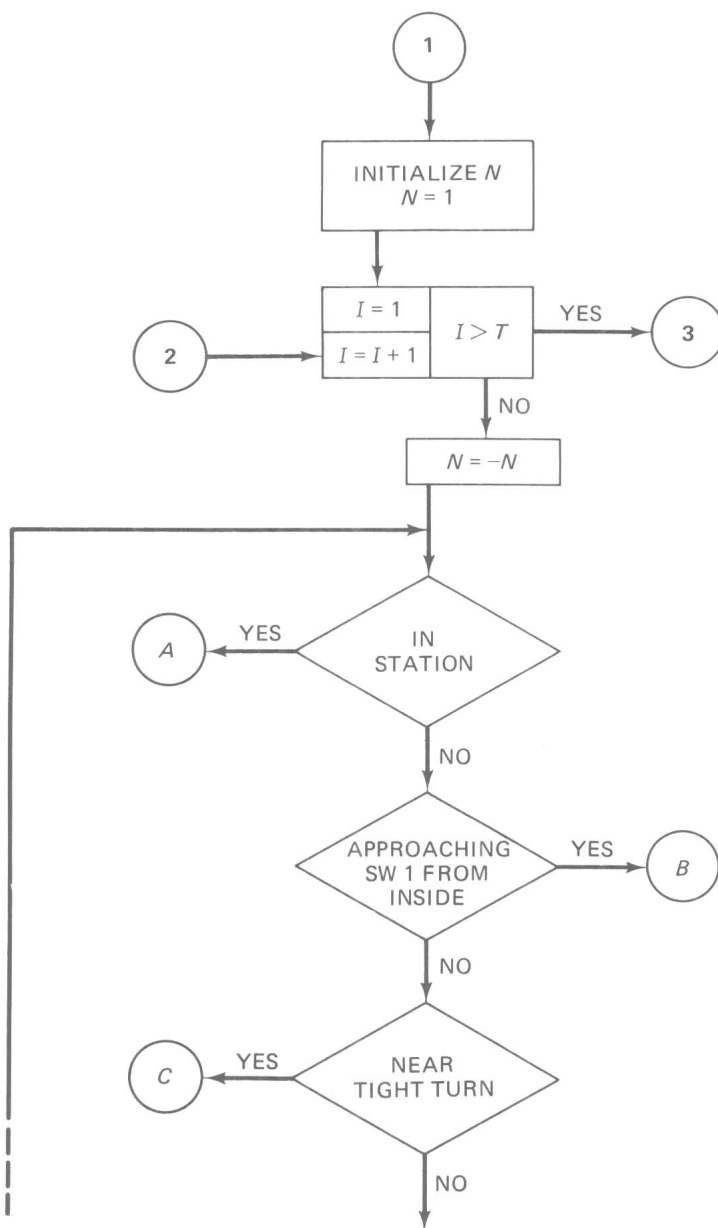 1
INITIALIZE N
N = 1
I = 1
I > T
YES
3
2
I = I + 1
NO
N = −N
A
YES
IN
STATION
NO
APPROACHING
SW 1 FROM
INSIDE
YES
B
NO
C
YES
NEAR
TIGHT TURN
NO